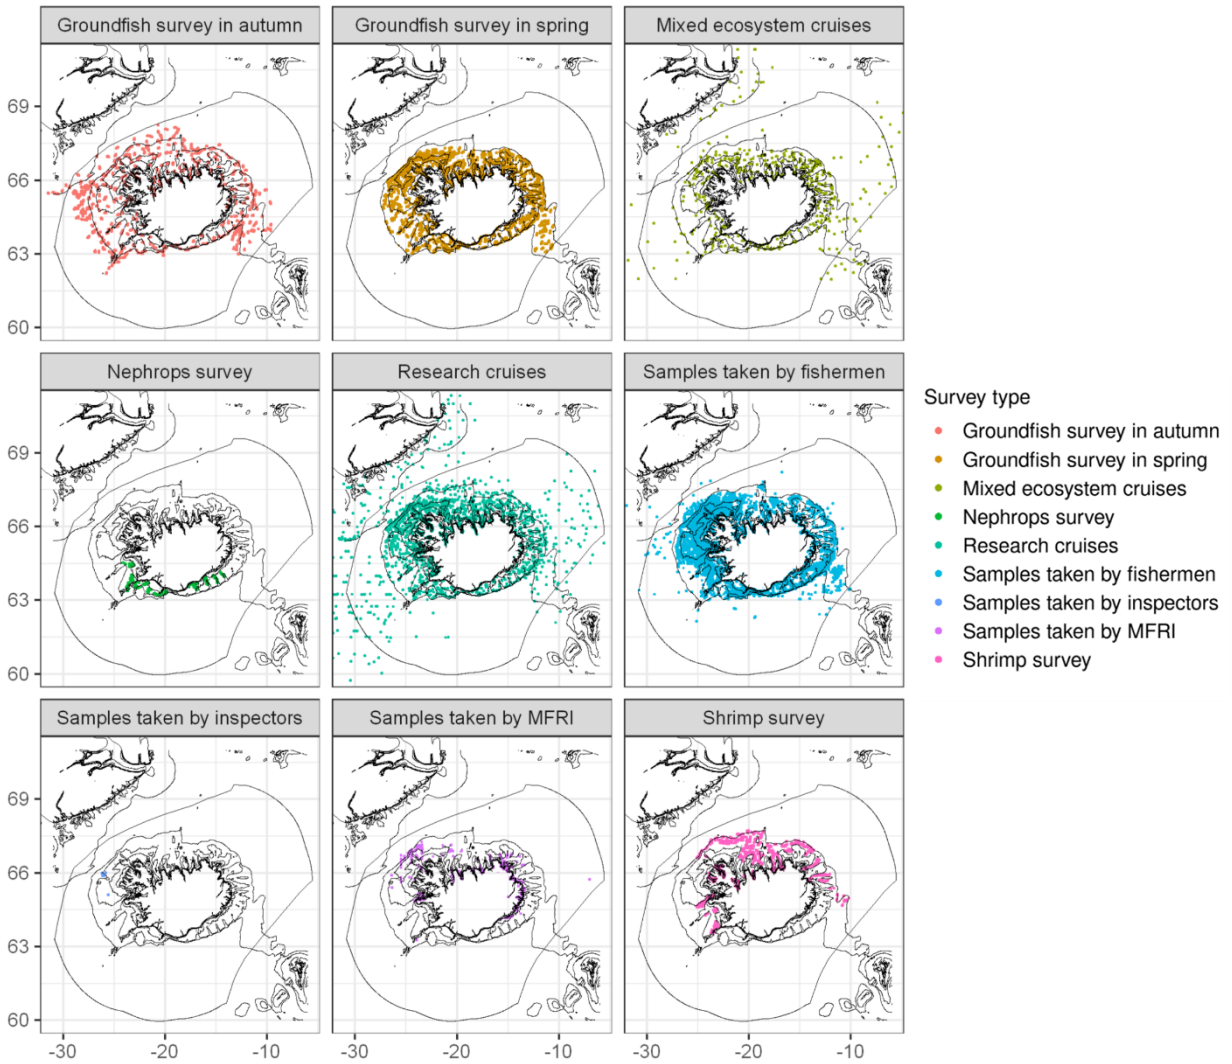 Groundfish survey in autumn
Groundfish survey in spring
Mixed ecosystem cruises
69
66
63
60
Nephrops survey
Research cruises
Samples taken by fishermen
69
66
63
60
Samples taken by inspectors
Samples taken by MFRI
Shrimp survey
69
66
63
60
-30
-20
-10
-30
-20
-10
-30
-20
-10
Survey type
Groundfish survey in autumn
Groundfish survey in spring
Mixed ecosystem cruises
Nephrops survey
Research cruises
Samples taken by fishermen
Samples taken by inspectors
Samples taken by MFRI
Shrimp survey